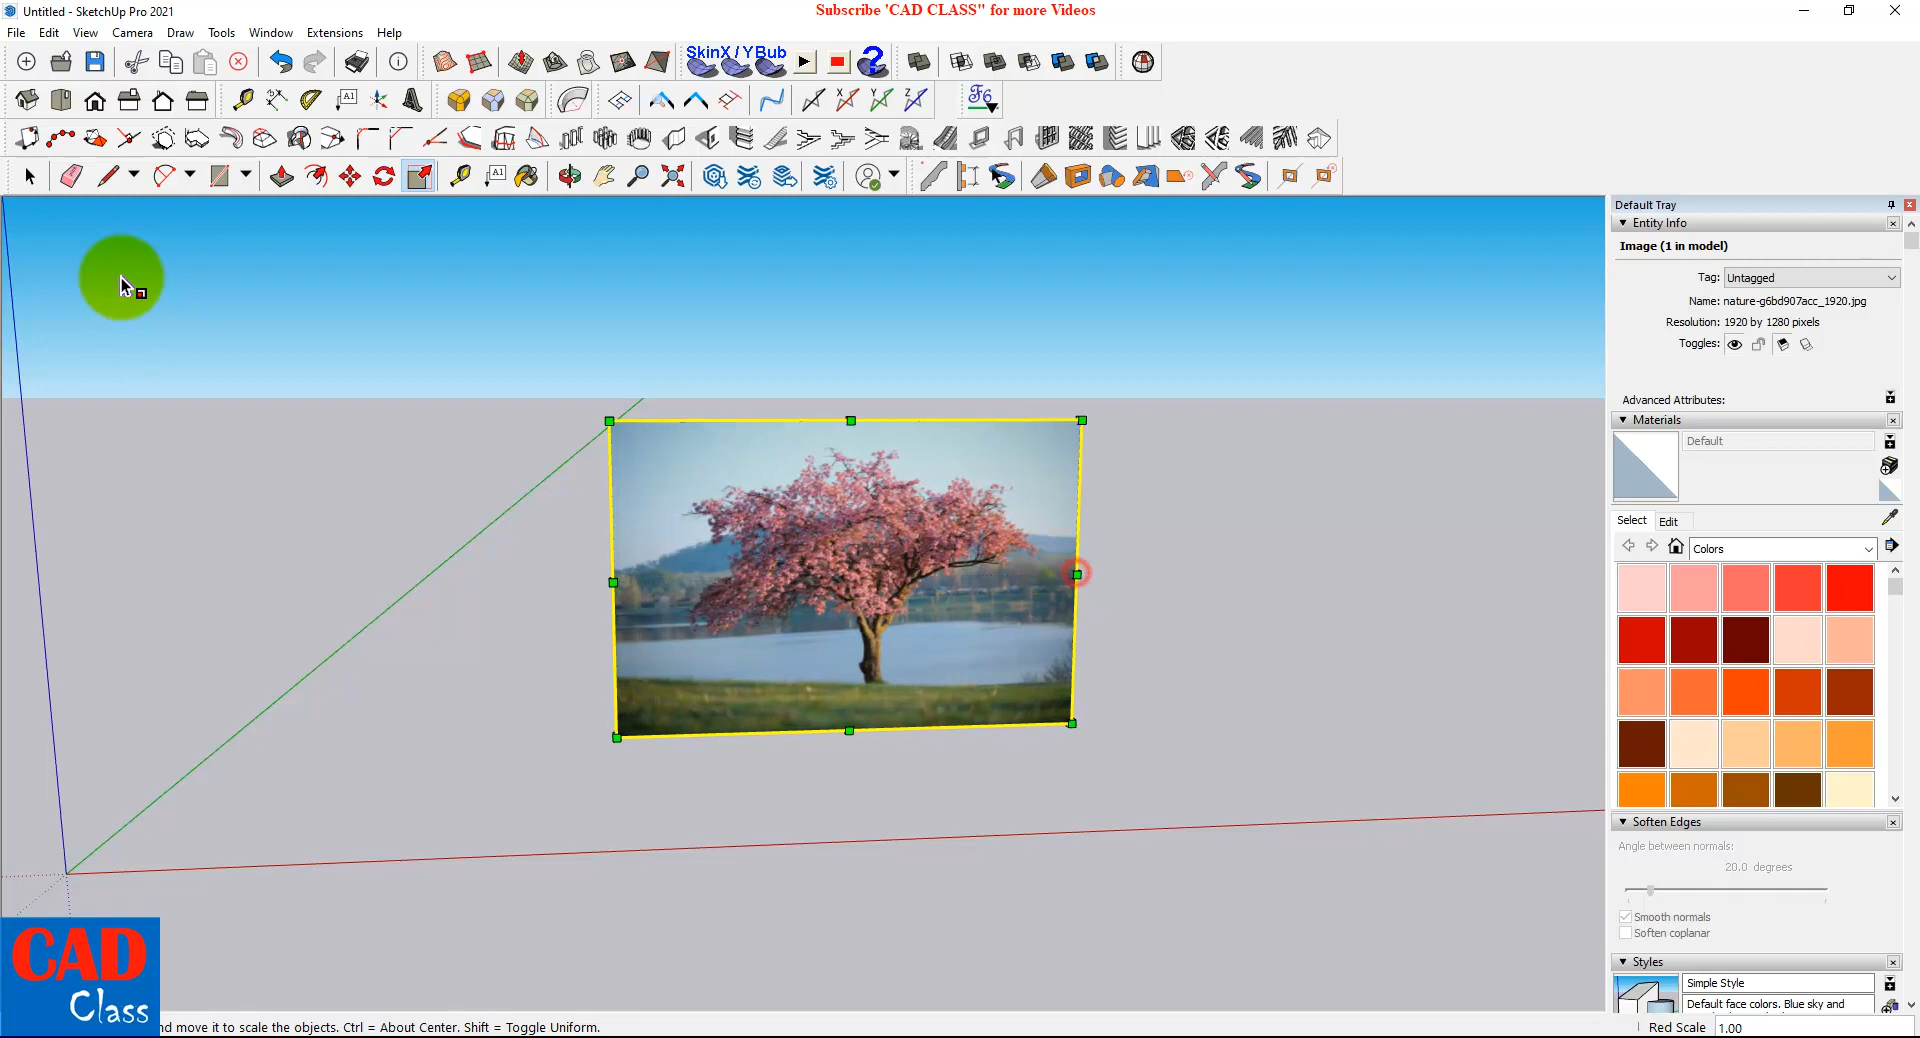 Untitled - SketchUp Pro 2021
Subscribe 'CAD CLASS" for more Videos
File Edit View Camera Draw Tools Window Extensions Help
SkinX / YBub
?
A1
F6
X Y Z
A1
Default Tray
Entity Info
Image (1 in model)
Tag: Untagged
Name: nature-g6bd907acc_1920.jpg
Resolution: 1920 by 1280 pixels
Toggles:
Advanced Attributes:
Materials
Default
Select Edit
Colors
Soften Edges
Angle between normals:
20.0 degrees
Smooth normals
Soften coplanar
Styles
Simple Style
Default face colors. Blue sky and
CAD
Class
nd move it to scale the objects. Ctrl = About Center. Shift = Toggle Uniform.
Red Scale 1.00